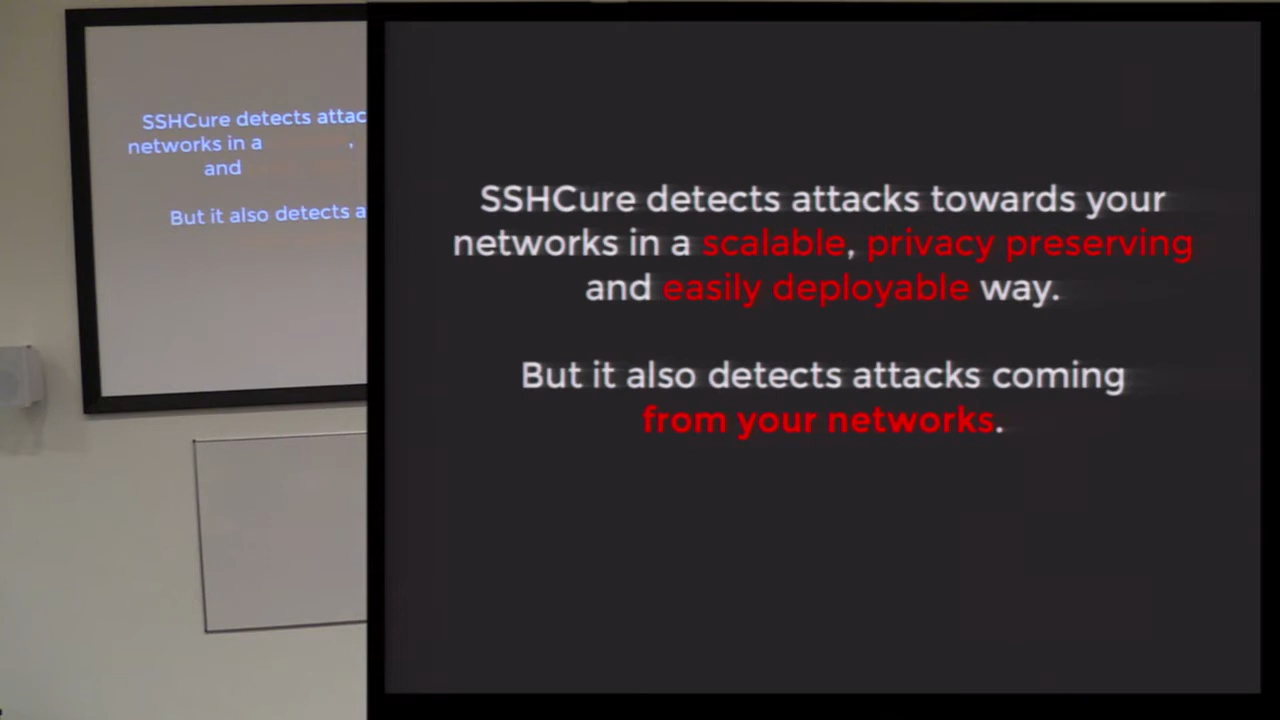 SSHCure detects attac
networks in a ,
and
But it also detects a
SSHCure detects attacks towards your
networks in a scalable, privacy preserving
and easily deployable way.
But it also detects attacks coming
from your networks.